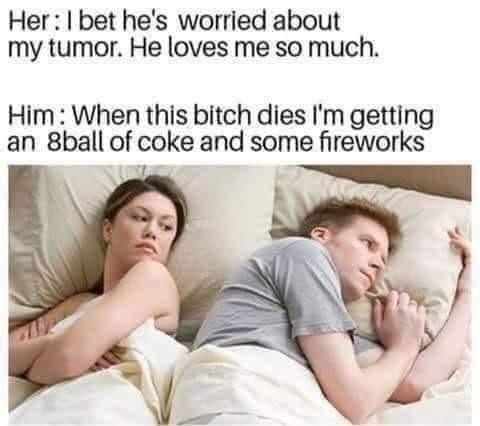 Her : I bet he's worried about
my tumor. He loves me so much.
Him : When this bitch dies I'm getting
an 8ball of coke and some fireworks